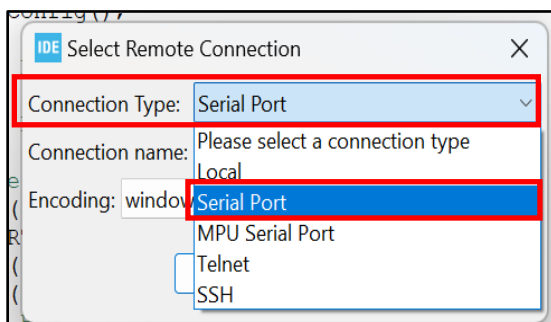 onfig();
IDE Select Remote Connection
Connection Type: Serial Port
Please select a connection type
Connection name:
Local
Encoding: window
Serial Port
MPU Serial Port
Telnet
SSH